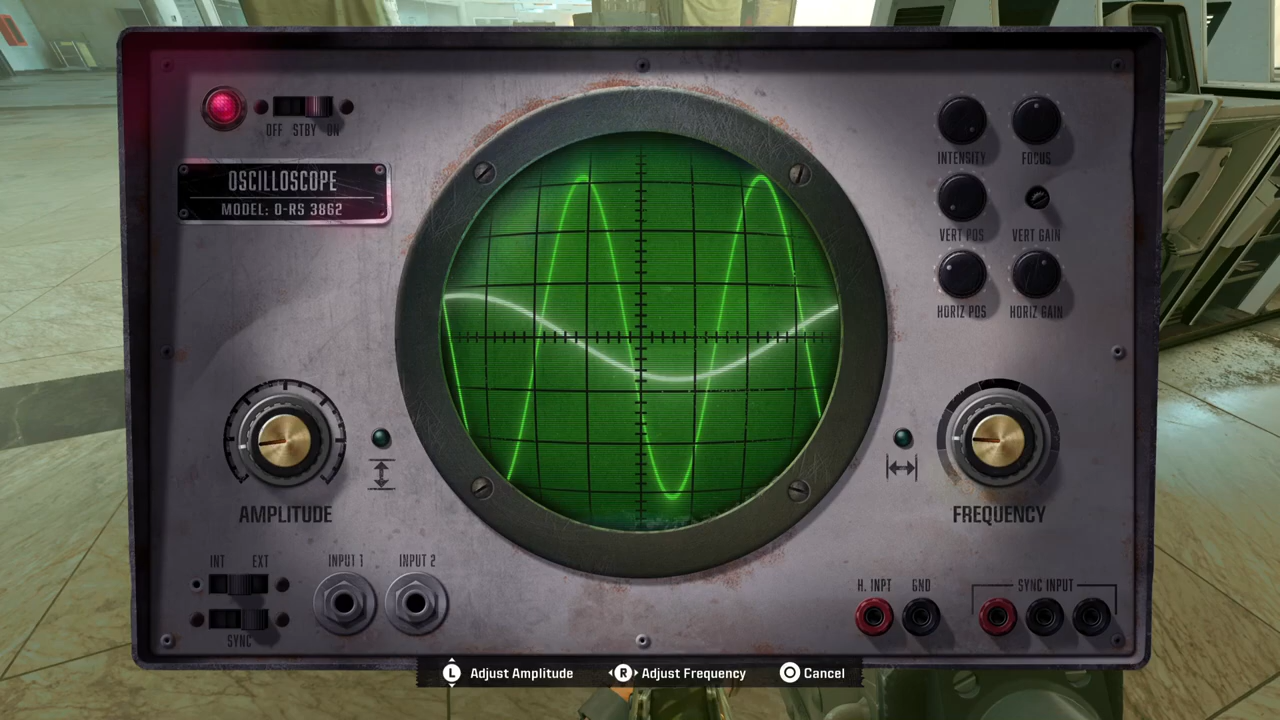 OFF STBY ON
OSCILLOSCOPE
MODEL: O-RS 3862
INTENSITY FOCUS
VERT POS VERT GAIN
HORIZ POS HORIZ GAIN
AMPLITUDE
FREQUENCY
INT EXT
INPUT 1 INPUT 2
SYNC
H. INPT GND
SYNC INPUT
L Adjust Amplitude R Adjust Frequency Cancel